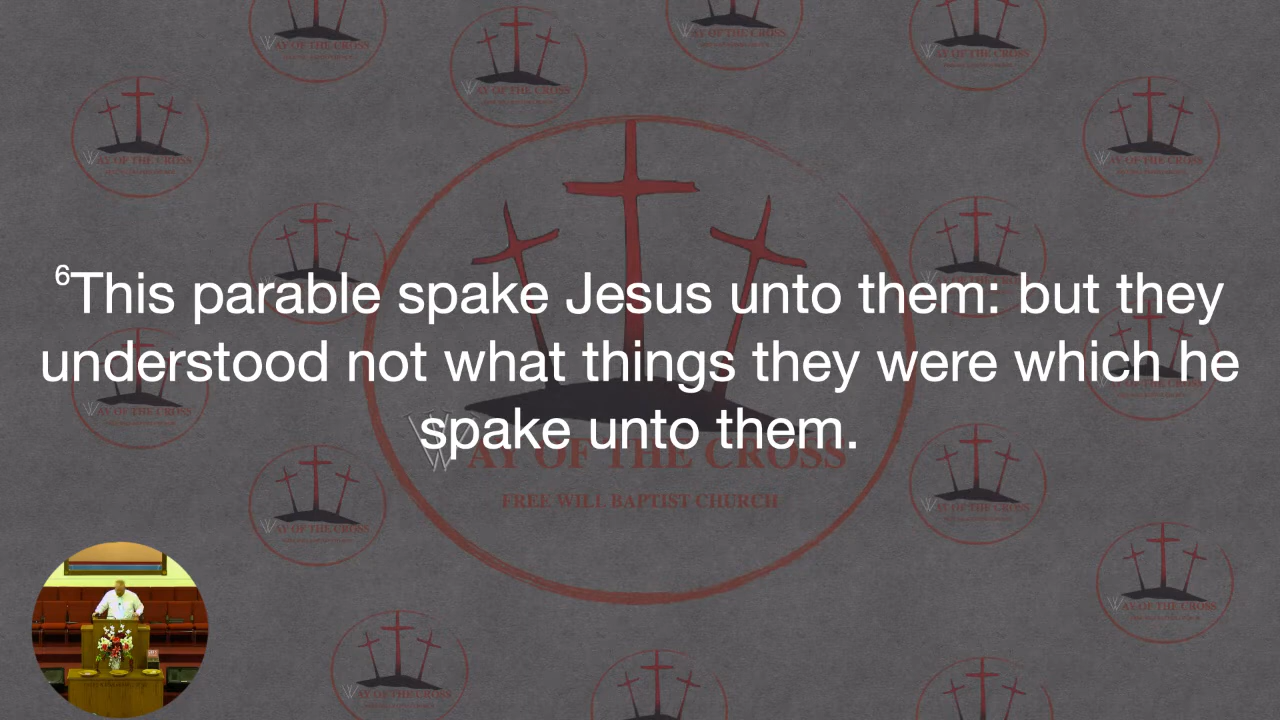 ⁶This parable spake Jesus unto them: but they
understood not what things they were which he
spake unto them.
WAY OF THE CROSS
FREE WILL BAPTIST CHURCH